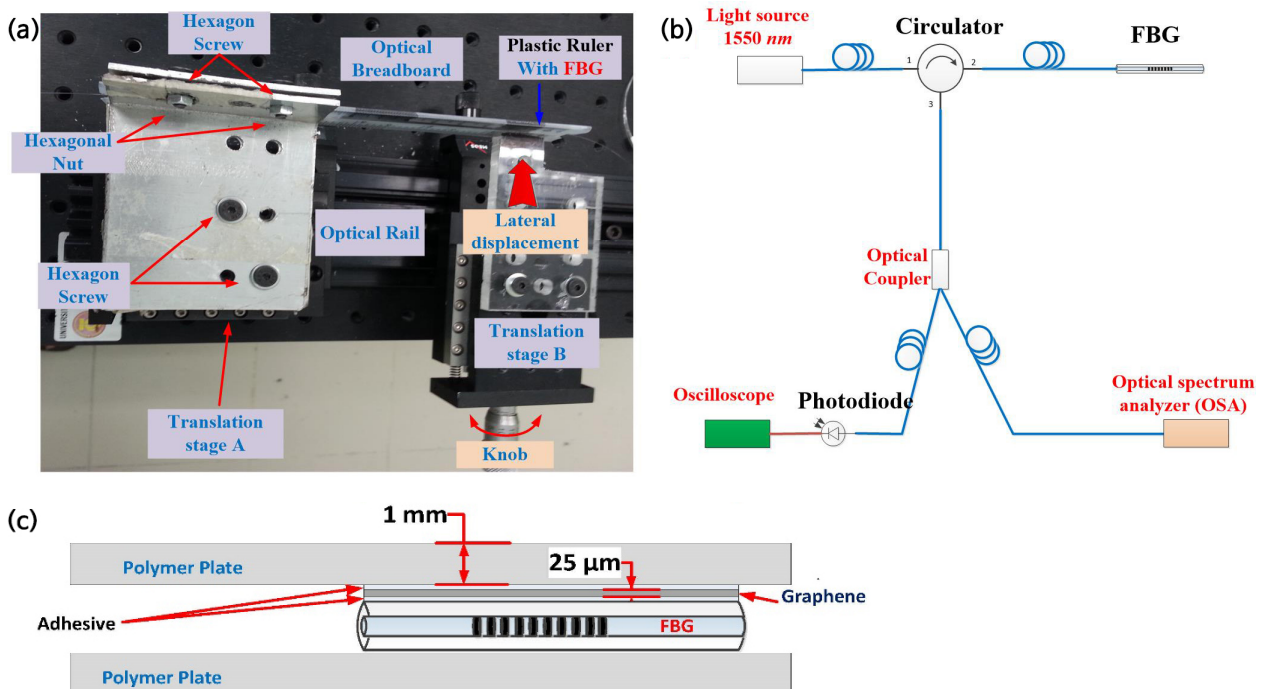 (a)
Hexagon
Screw
Optical
Breadboard
Plastic Ruler
With FBG
Hexagonal
Nut
Lateral
displacement
Optical Rail
Hexagon
Screw
Translation
stage B
Translation
stage A
Knob
(b)
Light source
1550 nm
Circulator
FBG
1
2
3
Optical
Coupler
Oscilloscope
Photodiode
Optical spectrum
analyzer (OSA)
(c)
1 mm
Polymer Plate
25 μm
Graphene
Adhesive
FBG
Polymer Plate